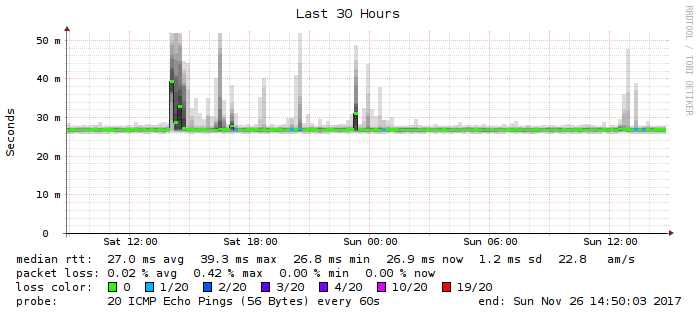 Last 30 Hours
RRDTOOL / TOBI OETIKER
Seconds
50 m
40 m
30 m
20 m
10 m
0
Sat 12:00 Sat 18:00 Sun 00:00 Sun 06:00 Sun 12:00
median rtt: 27.0 ms avg 39.3 ms max 26.8 ms min 26.9 ms now 1.2 ms sd 22.8 am/s
packet loss: 0.02 % avg 0.42 % max 0.00 % min 0.00 % now
loss color: 0 1/20 2/20 3/20 4/20 10/20 19/20
probe: 20 ICMP Echo Pings (56 Bytes) every 60s end: Sun Nov 26 14:50:03 2017